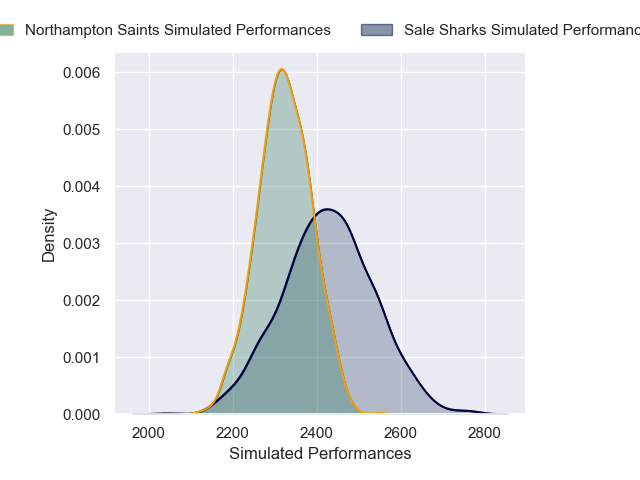 Northampton Saints Simulated Performances
Sale Sharks Simulated
0.006
0.005
0.004
0.003
0.002
0.001
0.000
Density
2000 2200 2400 2600 2800
Simulated Performances